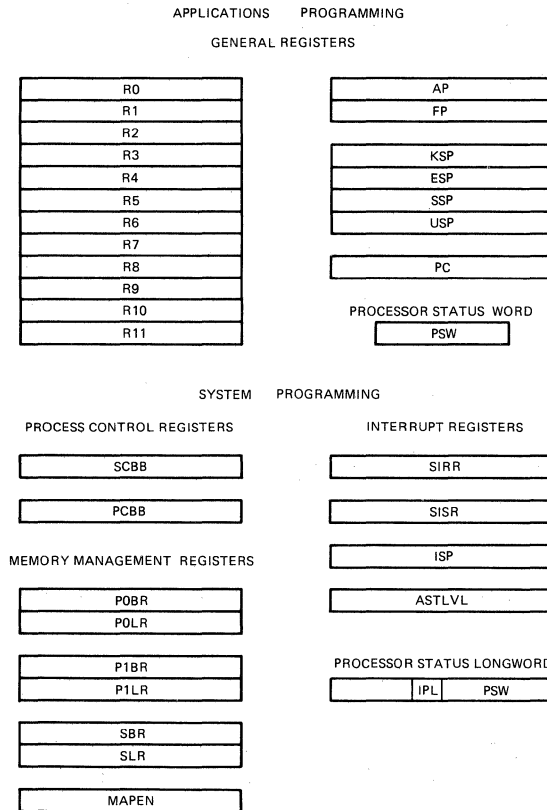 APPLICATIONS PROGRAMMING
GENERAL REGISTERS
R0
R1
R2
R3
R4
R5
R6
R7
R8
R9
R10
R11
AP
FP
KSP
ESP
SSP
USP
PC
PROCESSOR STATUS WORD
PSW
SYSTEM PROGRAMMING
PROCESS CONTROL REGISTERS
SCBB
PCBB
MEMORY MANAGEMENT REGISTERS
P0BR
P0LR
P1BR
P1LR
SBR
SLR
MAPEN
INTERRUPT REGISTERS
SIRR
SISR
ISP
ASTLVL
PROCESSOR STATUS LONGWORD
IPL PSW